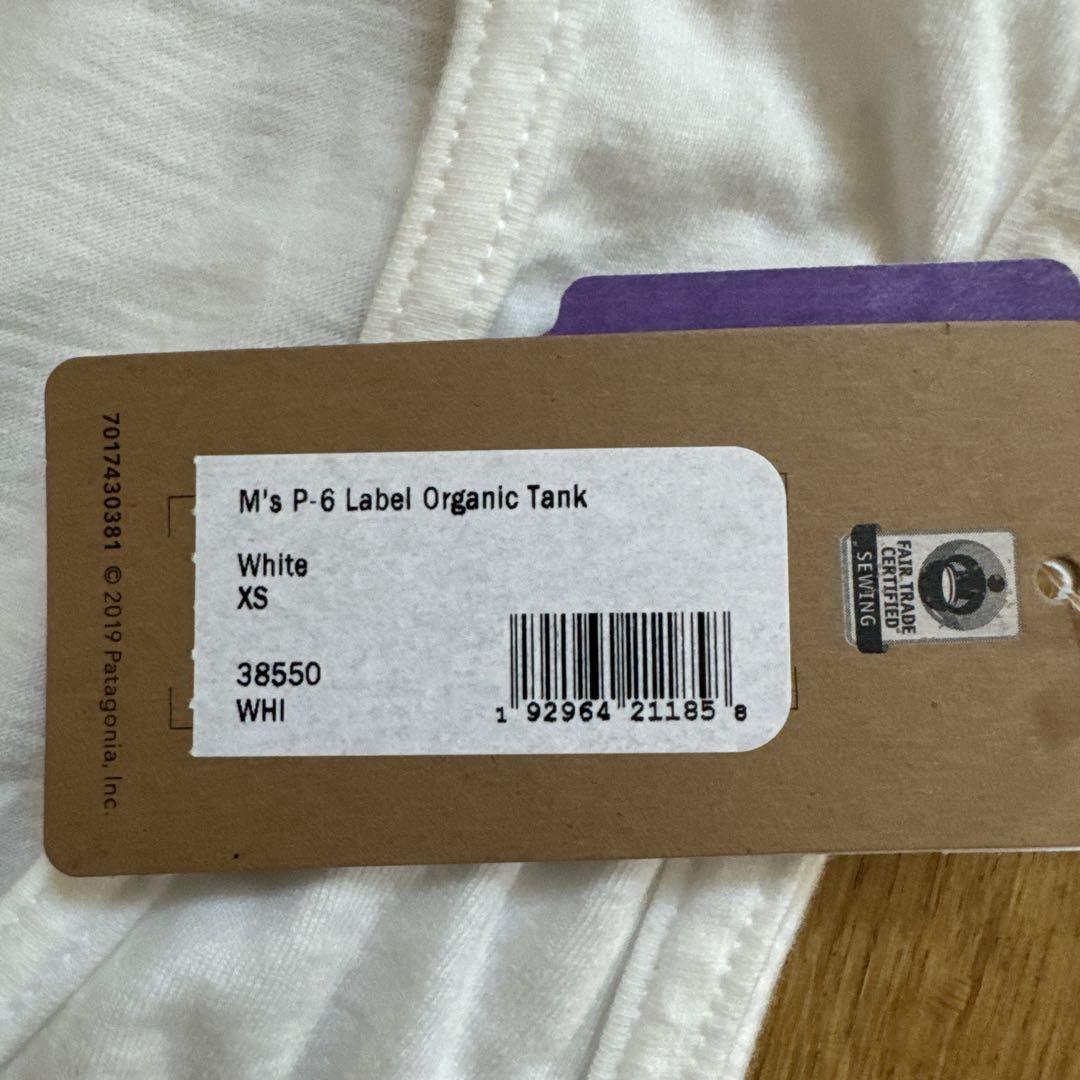 7017430381 © 2019 Patagonia, Inc.
M's P-6 Label Organic Tank
White
XS
38550
WHI
1 92964 21185 8
FAIR TRADE
CERTIFIED
SEWING